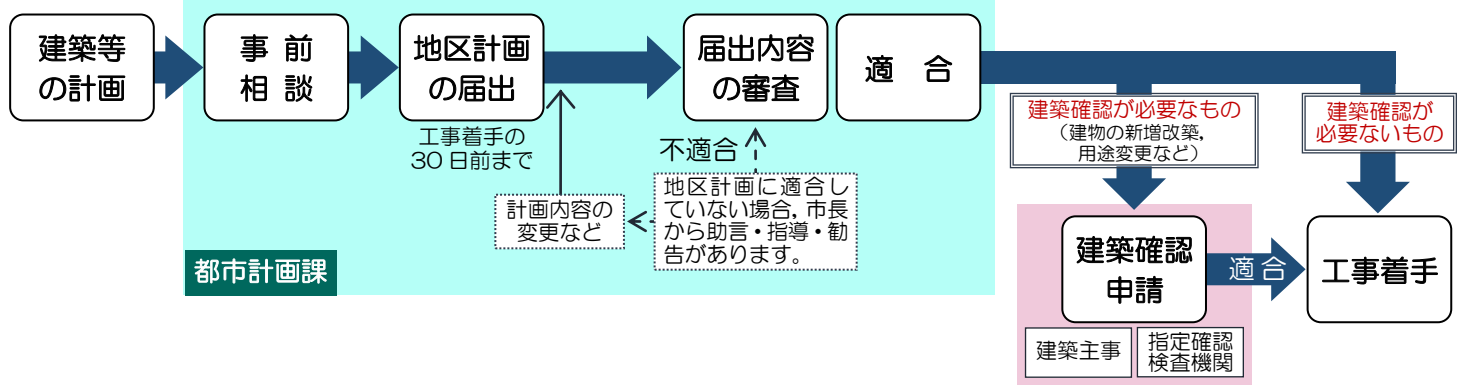 建築等
の計画
事 前
相 談
地区計画
の届出
工事着手の
30日前まで
届出内容
の審査
適 合
不適合
計画内容の
変更など
地区計画に適合し
ていない場合，市長
から助言・指導・勧
告があります。
都市計画課
建築確認が必要なもの
（建物の新増改築，
用途変更など）
建築確認が
必要ないもの
建築確認
申請
適 合
工事着手
建築主事
指定確認
検査機関